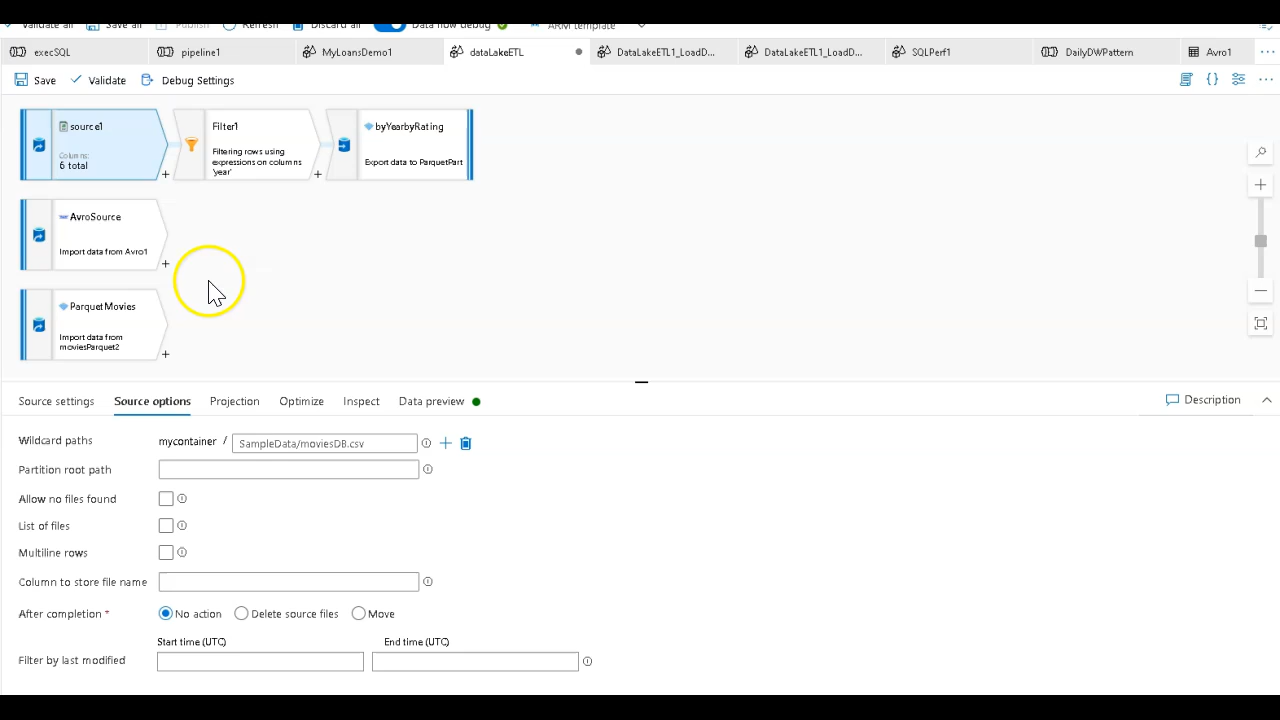 Validate all Save all Publish Refresh Discard all Data flow debug ARM template
execSQL pipeline1 MyLoansDemo1 dataLakeETL DataLakeETL1_LoadD... DataLakeETL1_LoadD... SQLPerf1 DailyDWPattern Avro1
Save Validate Debug Settings
source1
Columns:
6 total
+
Filter1
Filtering rows using
expressions on columns
'year'
+
byYearbyRating
Export data to ParquetPart
AvroSource
Import data from Avro1
+
ParquetMovies
Import data from
moviesParquet2
+
Source settings Source options Projection Optimize Inspect Data preview Description
Wildcard paths mycontainer / SampleData/moviesDB.csv
Partition root path
Allow no files found
List of files
Multiline rows
Column to store file name
After completion * No action Delete source files Move
Start time (UTC) End time (UTC)
Filter by last modified